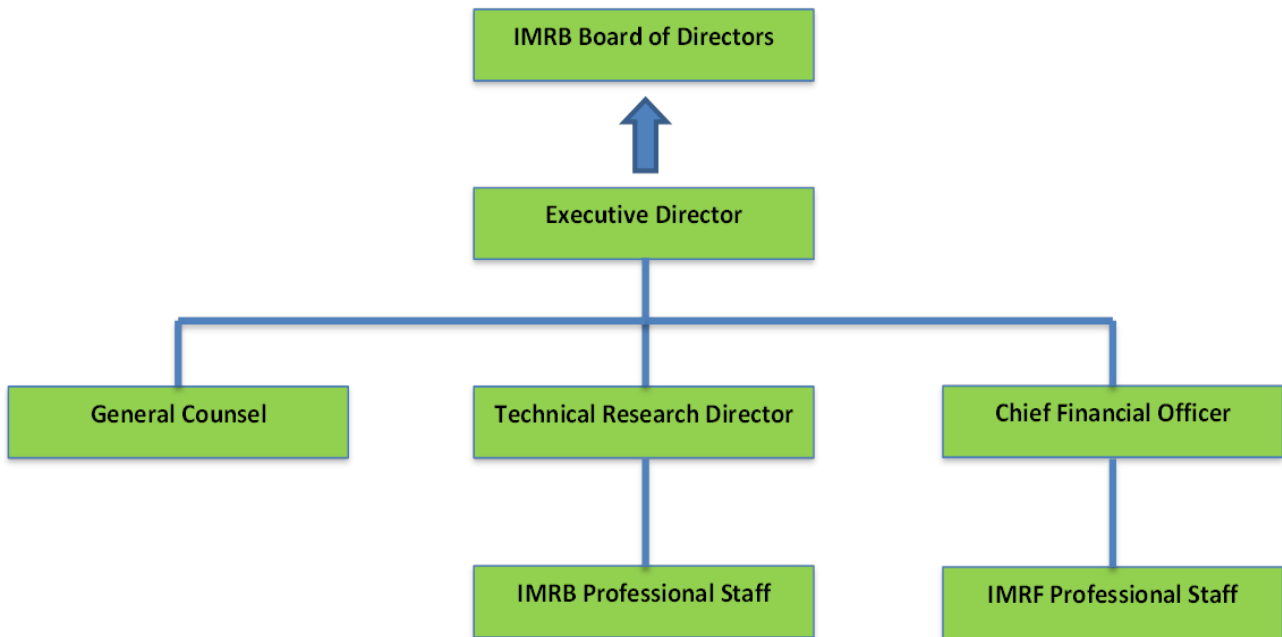 IMRB Board of Directors
Executive Director
General Counsel
Technical Research Director
Chief Financial Officer
IMRB Professional Staff
IMRF Professional Staff